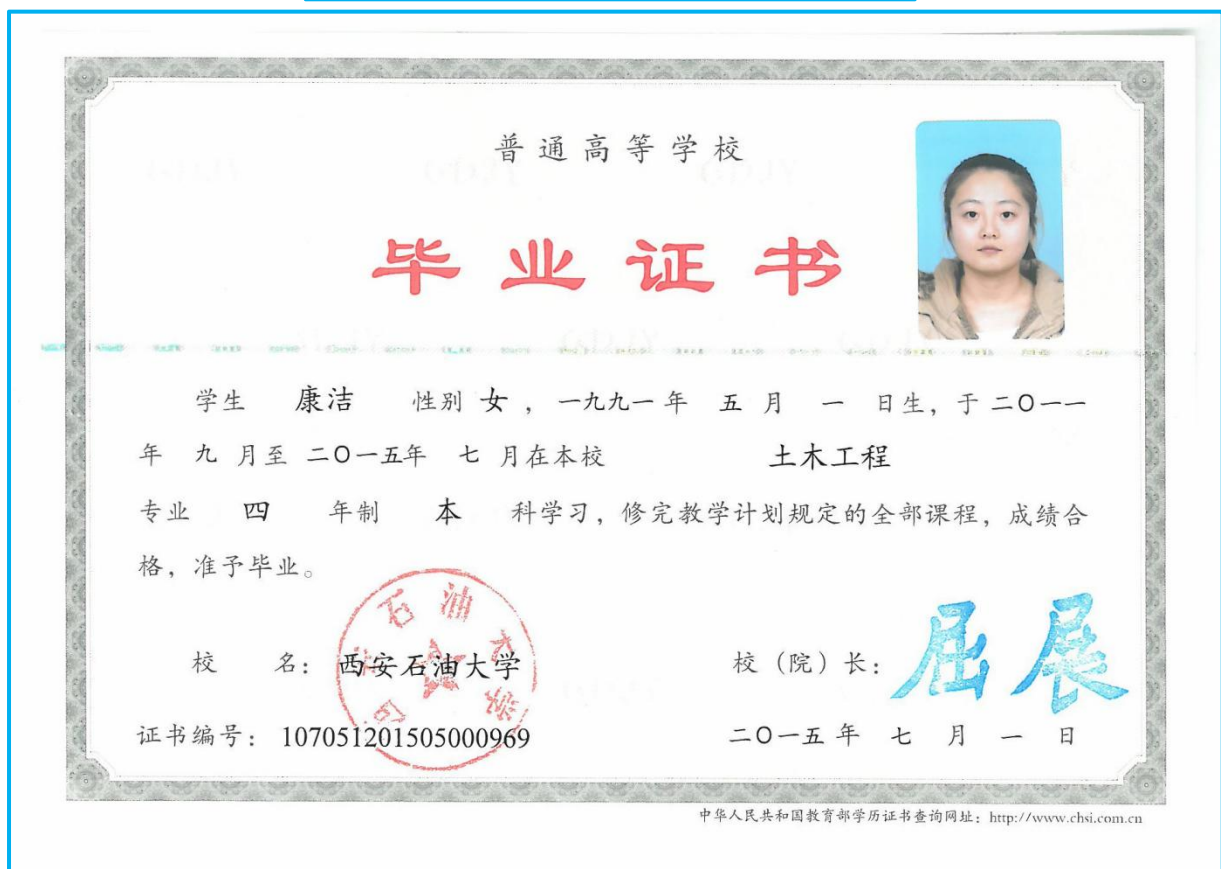 普通高等学校
毕业证书
学生 康洁 性别 女，一九九一年 五 月 一 日生，于二〇一一
年 九 月至 二〇一五年 七 月在本校 土木工程
专业 四 年制 本 科学习，修完教学计划规定的全部课程，成绩合
格，准予毕业。
西安石油大学
校 名：西安石油大学 校（院）长：屈展
证书编号：107051201505000969 二〇一五年 七 月 一 日
中华人民共和国教育部学历证书查询网址：http://www.chsi.com.cn